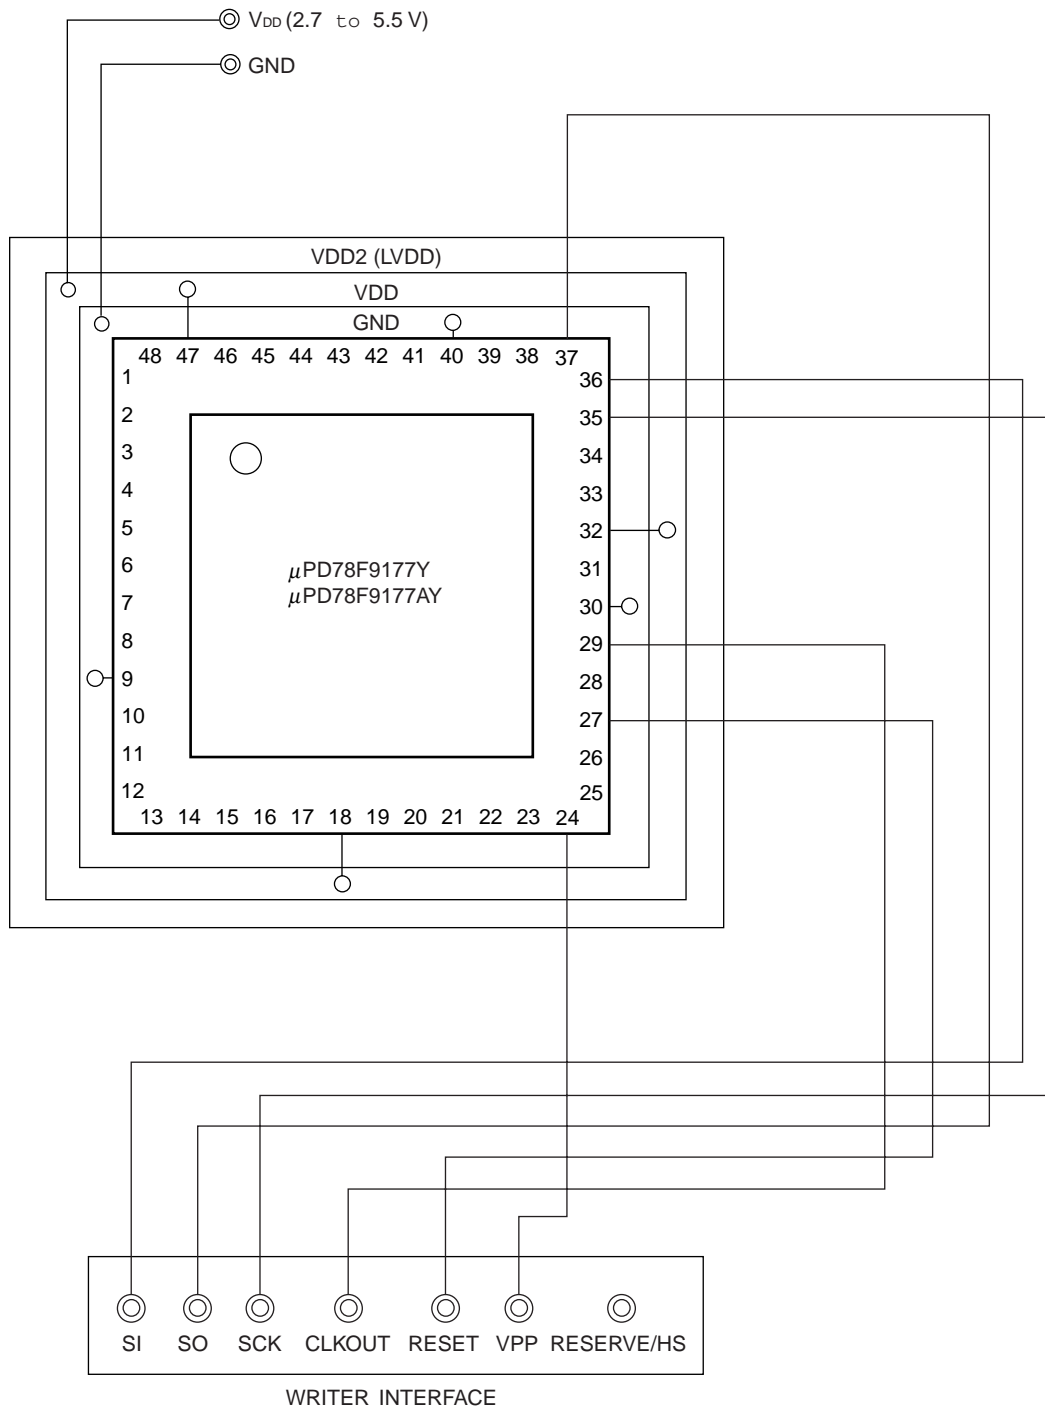 VDD (2.7 to 5.5 V)
GND
VDD2 (LVDD)
VDD
GND
48 47 46 45 44 43 42 41 40 39 38 37
1
2
3
4
5
6
7
8
9
10
11
12
36
35
34
33
32
31
30
29
28
27
26
25
μPD78F9177Y
μPD78F9177AY
13 14 15 16 17 18 19 20 21 22 23 24
SI SO SCK CLKOUT RESET VPP RESERVE/HS
WRITER INTERFACE